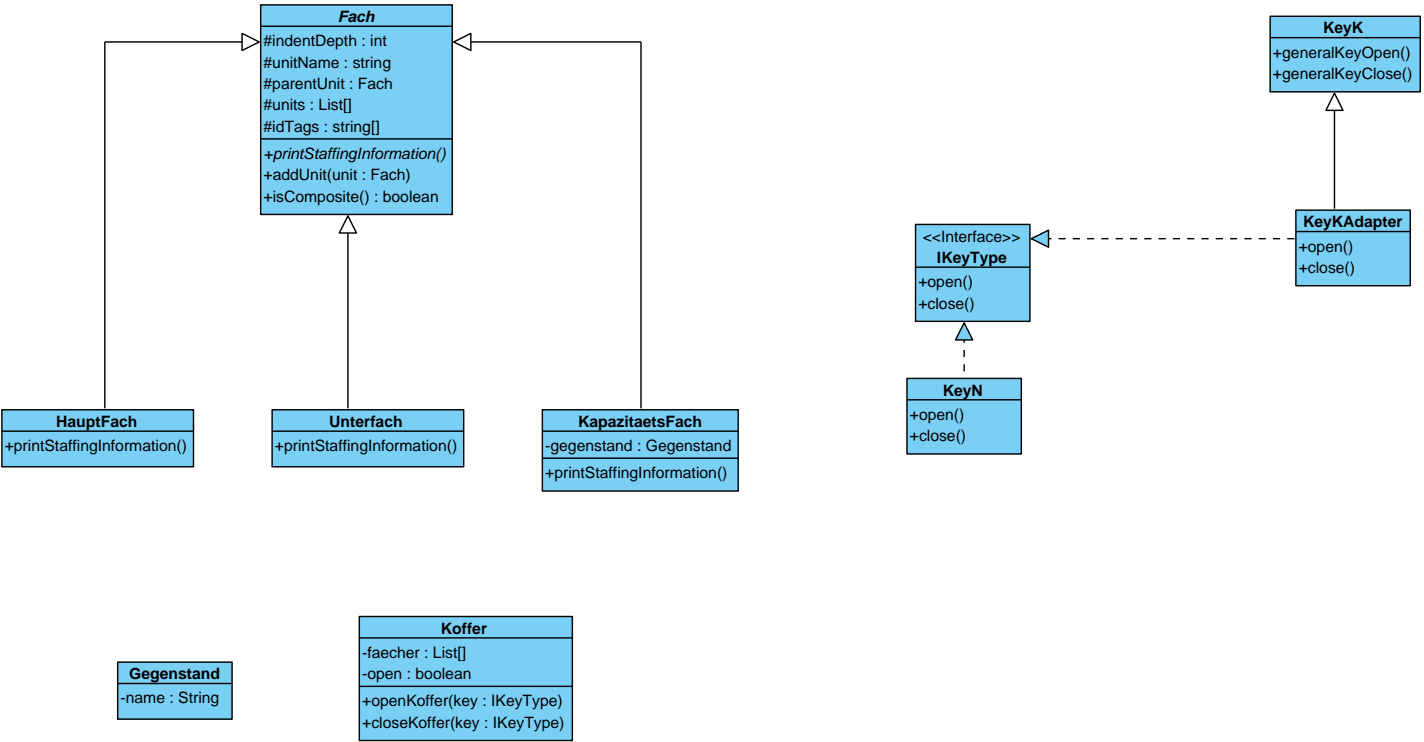 Fach
#indentDepth : int
#unitName : string
#parentUnit : Fach
#units : List[]
#idTags : string[]
+printStaffingInformation()
+addUnit(unit : Fach)
+isComposite() : boolean
KeyK
+generalKeyOpen()
+generalKeyClose()
KeyKAdapter
+open()
+close()
<<Interface>>
IKeyType
+open()
+close()
KeyN
+open()
+close()
HauptFach
+printStaffingInformation()
Unterfach
+printStaffingInformation()
KapazitaetsFach
-gegenstand : Gegenstand
+printStaffingInformation()
Gegenstand
-name : String
Koffer
-faecher : List[]
-open : boolean
+openKoffer(key : IKeyType)
+closeKoffer(key : IKeyType)